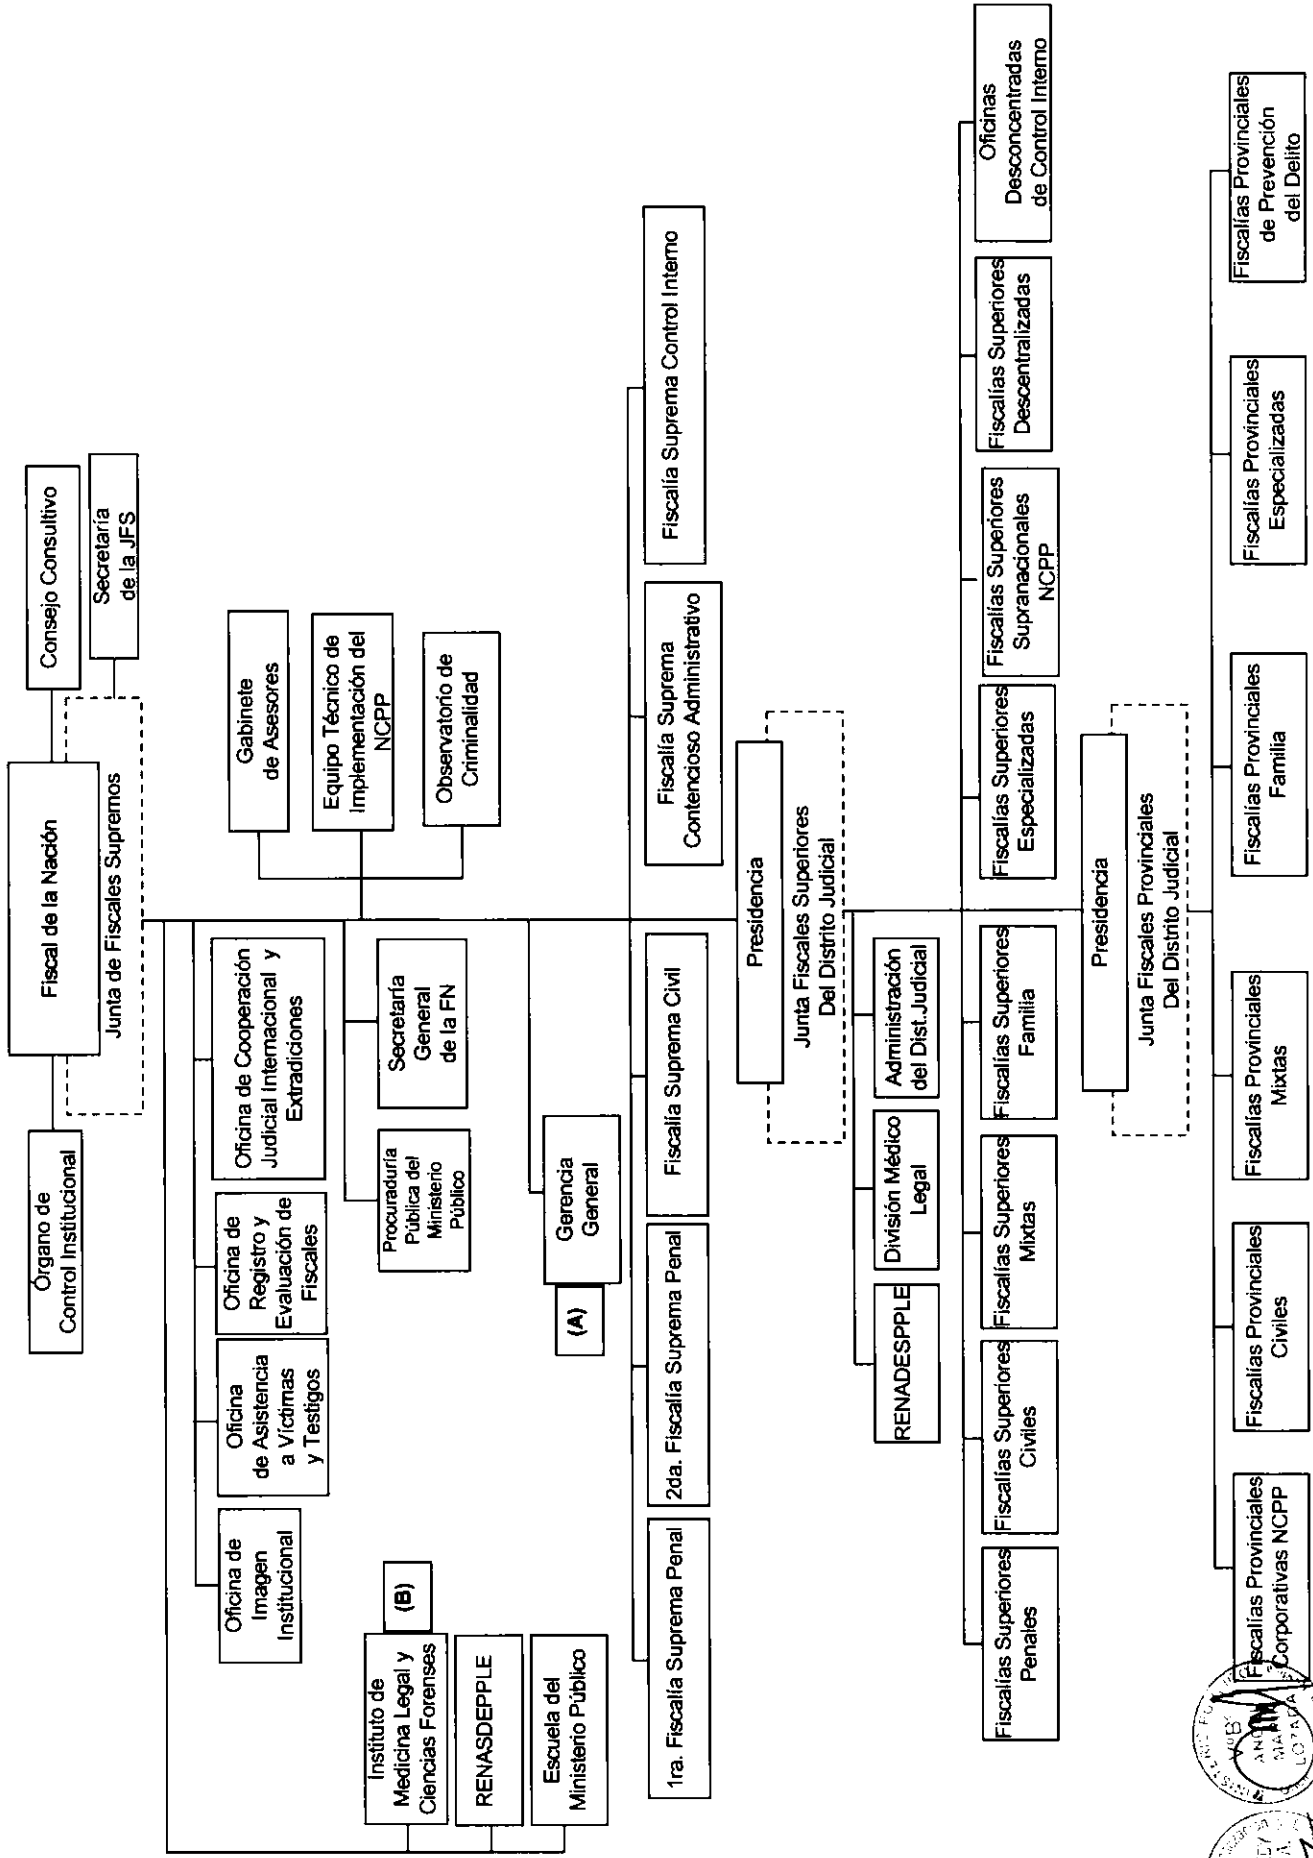 Fiscal de la Nación
Junta de Fiscales Supremos
Consejo Consultivo
Secretaría
de la JFS
Órgano de
Control Institucional
Gabinete
de Asesores
Equipo Técnico de
Implementación del
NCPP
Observatorio de
Criminalidad
Oficina de
Imagen
Institucional
Oficina
de Asistencia
a Víctimas
y Testigos
Oficina de
Registro y
Evaluación de
Fiscales
Oficina de Cooperación
Judicial Internacional y
Extradiciones
Procuraduría
Pública del
Ministerio
Público
Secretaría
General
de la FN
Instituto de
Medicina Legal y
Ciencias Forenses
(B)
RENASDEPPLE
Escuela del
Ministerio Público
(A)
Gerencia
General
1ra. Fiscalía Suprema Penal
2da. Fiscalía Suprema Penal
Fiscalía Suprema Civil
Fiscalía Suprema
Contencioso Administrativo
Fiscalía Suprema Control Interno
Presidencia
Junta Fiscales Superiores
Del Distrito Judicial
RENADESPPLE
División Médico
Legal
Administración
del Dist.Judicial
Fiscalías Superiores
Penales
Fiscalías Superiores
Civiles
Fiscalías Superiores
Mixtas
Fiscalías Superiores
Familia
Fiscalías Superiores
Especializadas
Fiscalías Superiores
Supranacionales
NCPP
Fiscalías Superiores
Descentralizadas
Oficinas
Desconcentradas
de Control Interno
Presidencia
Junta Fiscales Provinciales
Del Distrito Judicial
Fiscalías Provinciales
Corporativas NCPP
Fiscalías Provinciales
Civiles
Fiscalías Provinciales
Mixtas
Fiscalías Provinciales
Familia
Fiscalías Provinciales
Especializadas
Fiscalías Provinciales
de Prevención
del Delito